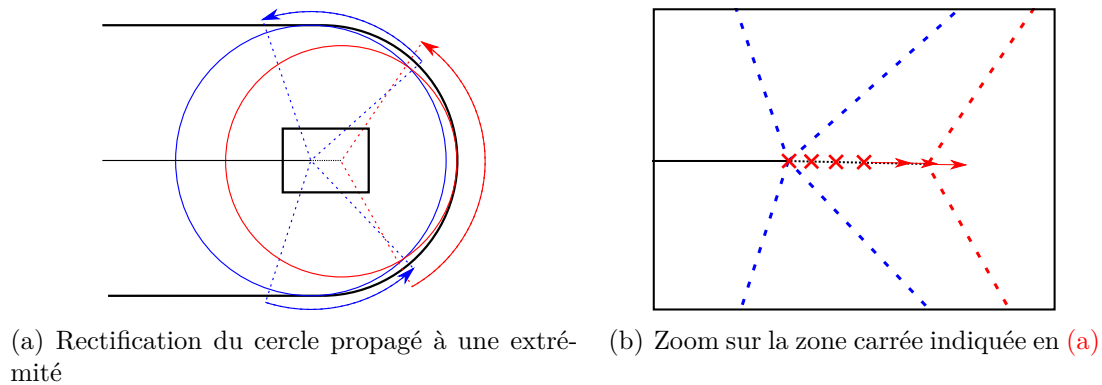 (a) Rectification du cercle propagé à une extré-
mité
(b) Zoom sur la zone carrée indiquée en (a)